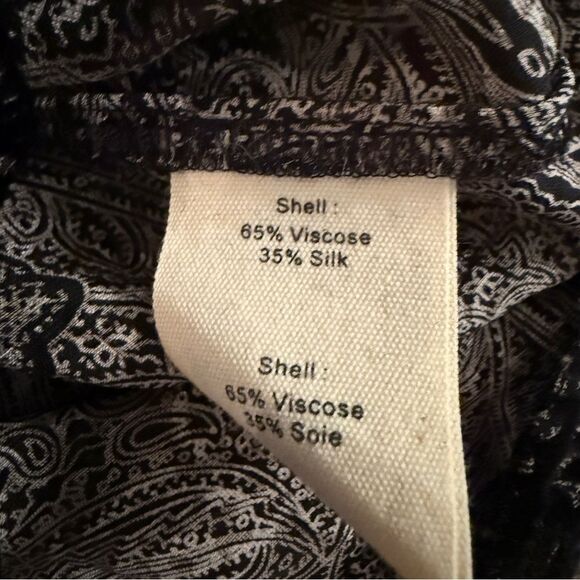 Shell :
65% Viscose
35% Silk
Shell :
65% Viscose
35% Soie